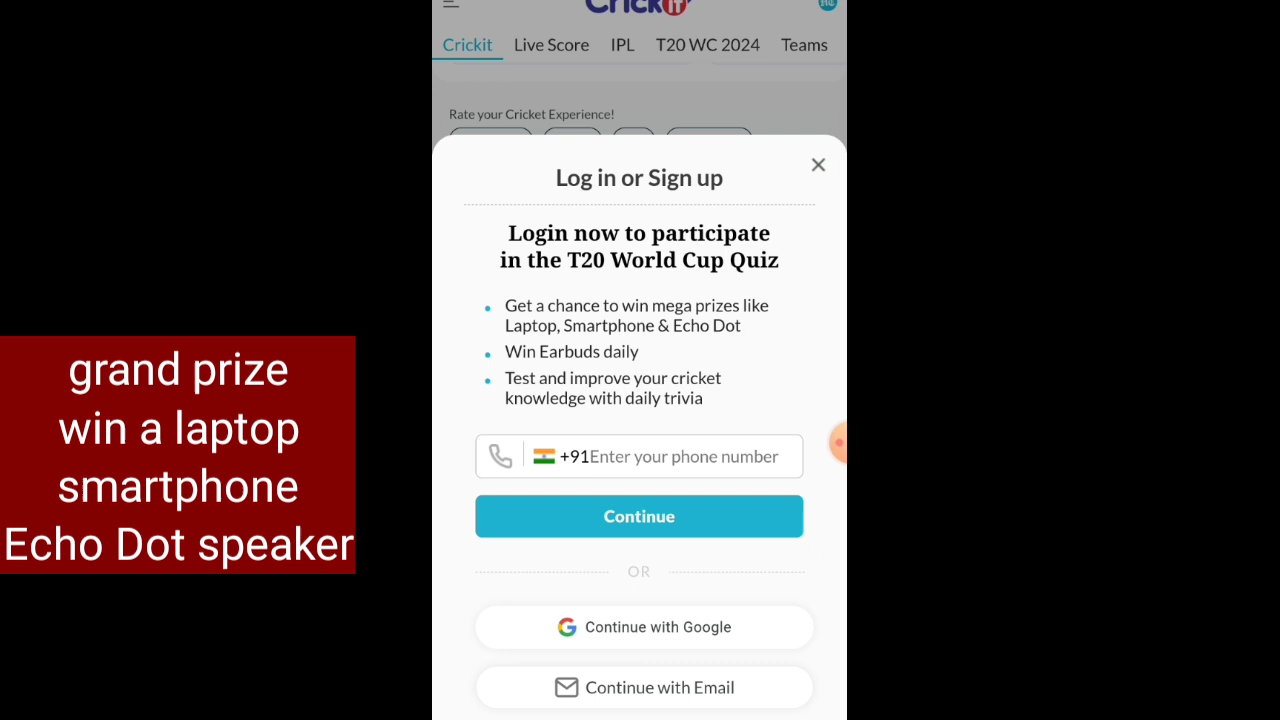 Crickit
Crickit Live Score IPL T20 WC 2024 Teams
Rate your Cricket Experience!
Log in or Sign up
Login now to participate
in the T20 World Cup Quiz
Get a chance to win mega prizes like
Laptop, Smartphone & Echo Dot
Win Earbuds daily
Test and improve your cricket
knowledge with daily trivia
+91Enter your phone number
Continue
OR
Continue with Google
Continue with Email
grand prize
win a laptop
smartphone
Echo Dot speaker